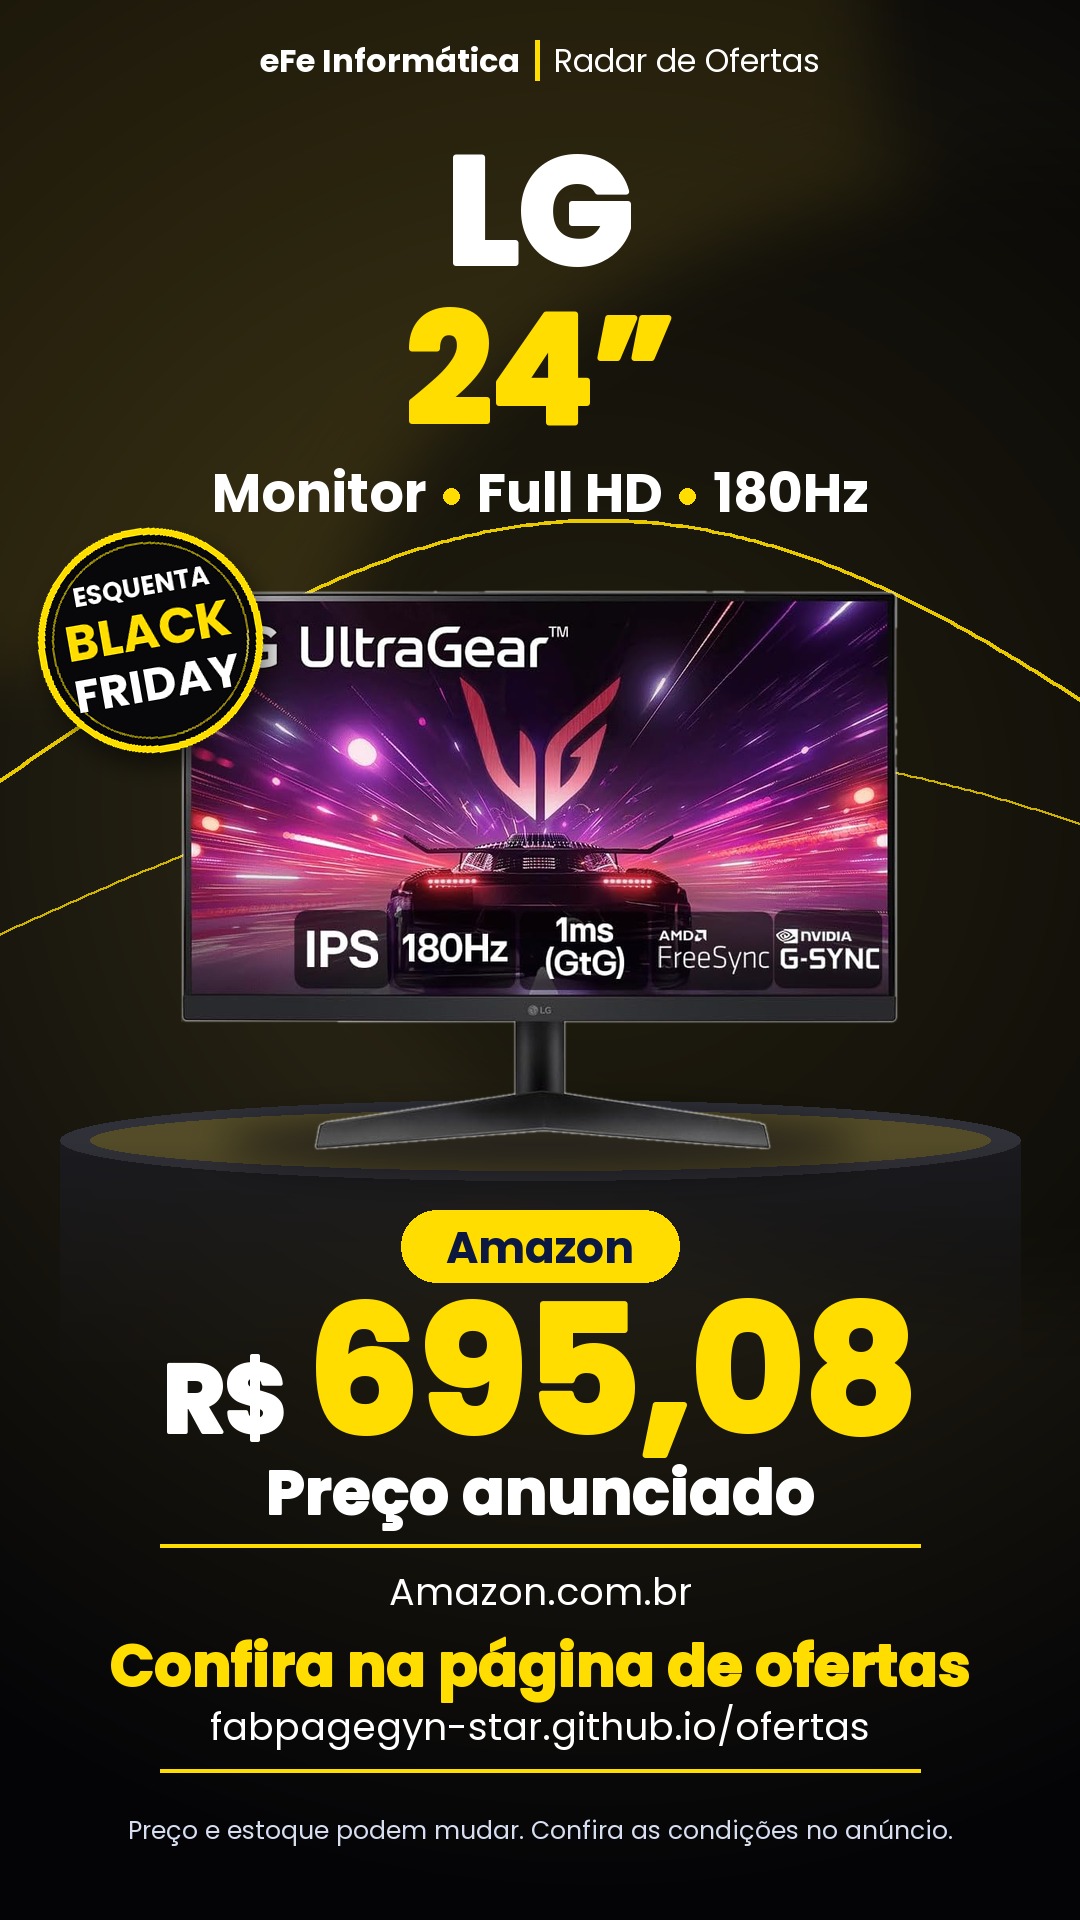 eFe Informática | Radar de Ofertas
LG
24”
Monitor • Full HD • 180Hz
ESQUENTA
BLACK
FRIDAY
G UltraGear™
IPS
180Hz
1ms
(GtG)
AMD
FreeSync
NVIDIA
G-SYNC
LG
Amazon
R$ 695,08
Preço anunciado
Amazon.com.br
Confira na página de ofertas
fabpagegyn-star.github.io/ofertas
Preço e estoque podem mudar. Confira as condições no anúncio.